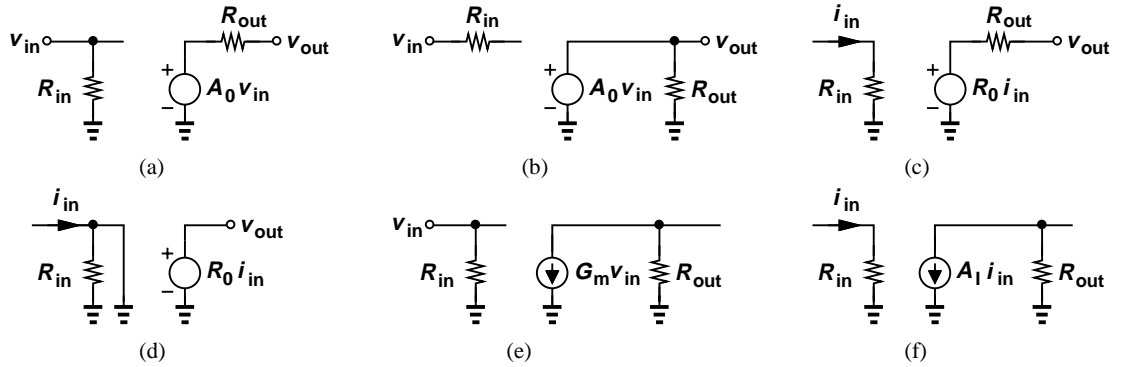 R_out
v_in
v_out
R_in
+
−
A_0 v_in
(a)
R_in
v_in
v_out
+
−
A_0 v_in
R_out
(b)
i_in
R_out
v_out
R_in
+
−
R_0 i_in
(c)
i_in
v_out
R_in
+
−
R_0 i_in
(d)
v_in
R_in
G_m v_in
R_out
(e)
i_in
R_in
A_I i_in
R_out
(f)